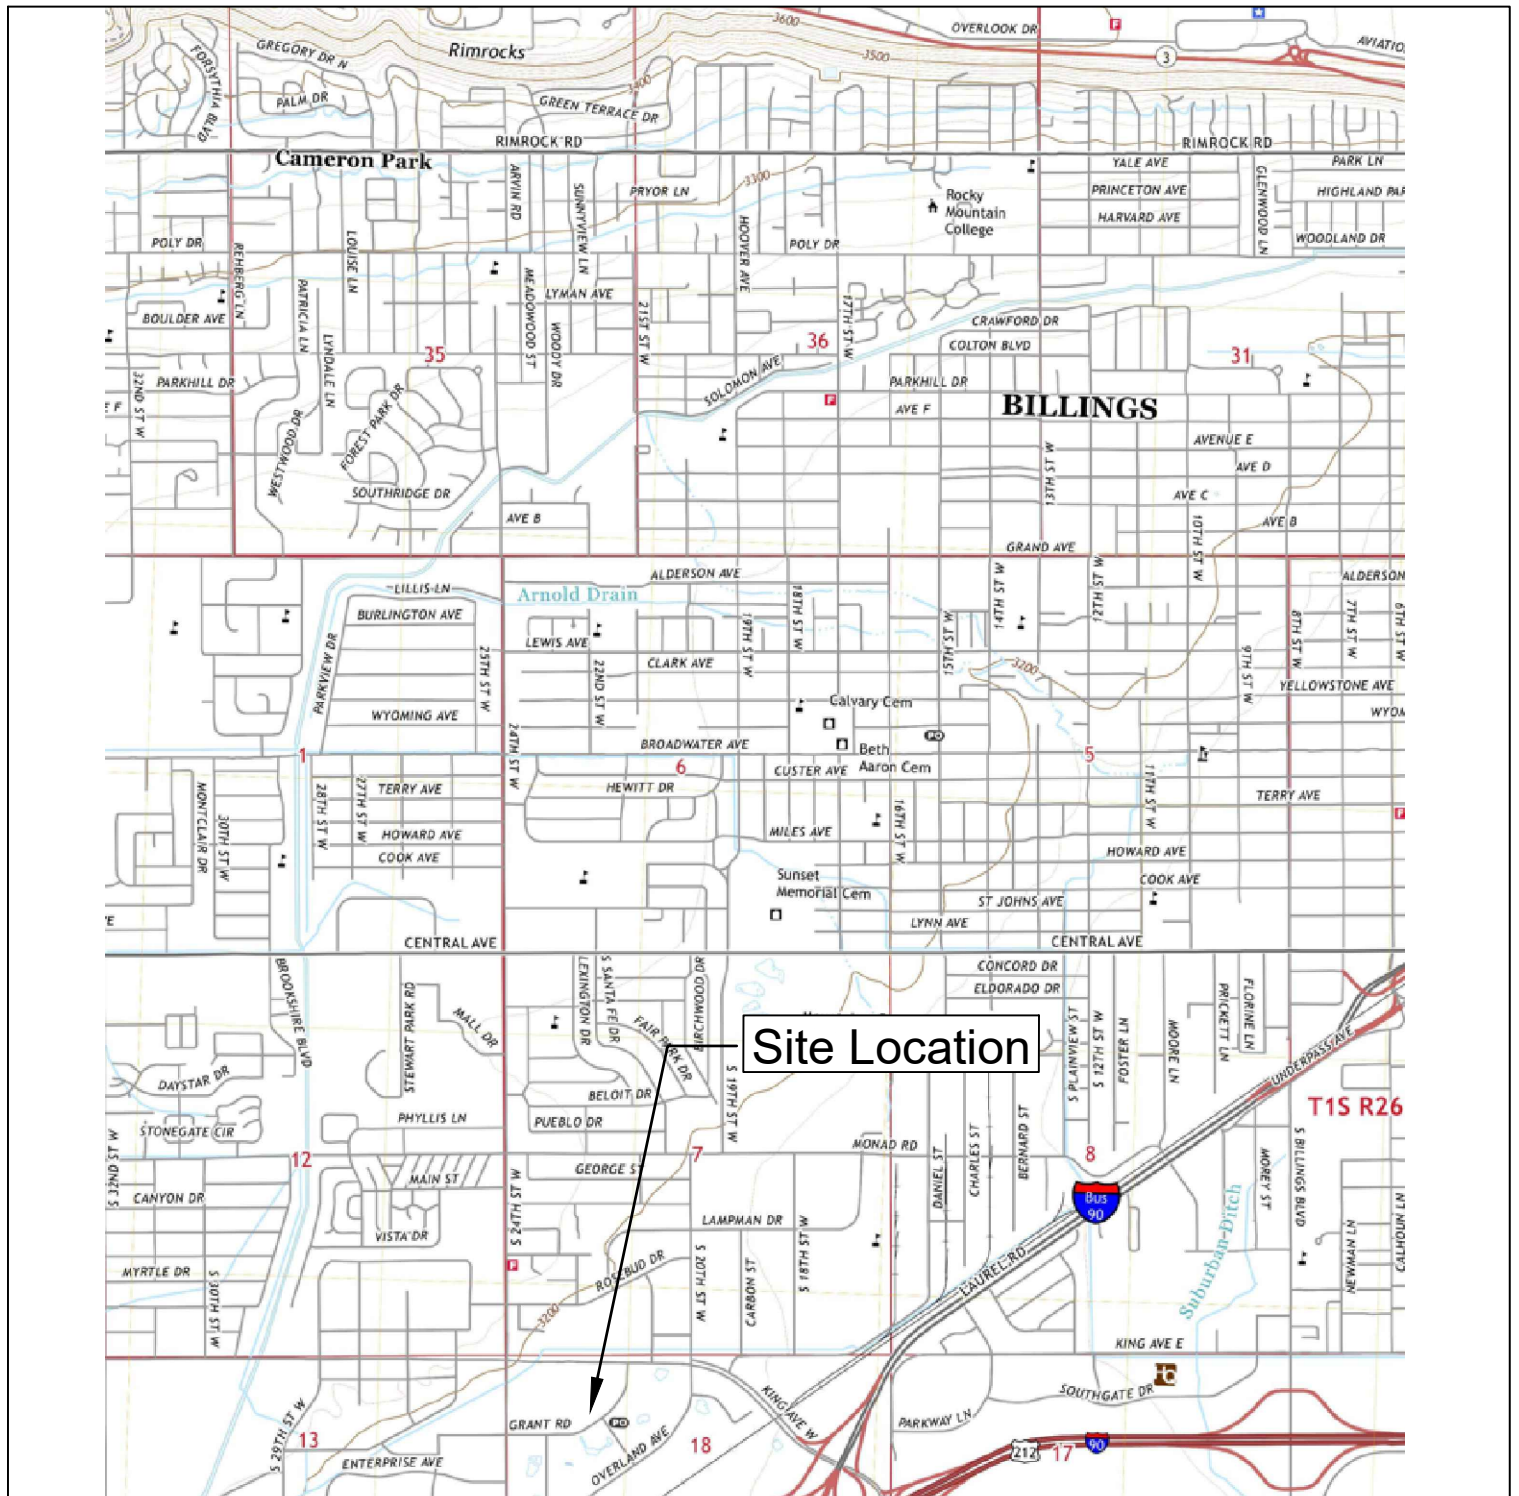 3600
OVERLOOK DR
3
AVIATIO
Rimrocks
GREGORY DR N
FORSYTHIA BLVD
PALM DR
3400
3500
GREEN TERRACE DR
RIMROCK RD
RIMROCK RD
Cameron Park
YALE AVE
PARK LN
PRINCETON AVE
HIGHLAND PAR
HARVARD AVE
GLENWOOD LN
WOODLAND DR
ARVIN RD
SUNNYVIEW LN
PRYOR LN
3300
Rocky
Mountain
College
POLY DR
REHBERG LN
LOUISE LN
HOOVER AVE
POLY DR
PATRICIA LN
MEADOWOOD ST
LYMAN AVE
21ST ST W
17TH ST W
BOULDER AVE
LYNDALE LN
WOODY DR
CRAWFORD DR
COLTON BLVD
35
36
31
32ND ST W
PARKHILL DR
SOLOMON AVE
PARKHILL DR
E F
AVE F
BILLINGS
WESTWOOD DR
FOREST PARK DR
AVENUE E
AVE D
13TH ST W
SOUTHRIDGE DR
AVE C
AVE B
AVE B
10TH ST W
GRAND AVE
LILLIS LN
Arnold Drain
ALDERSON AVE
ALDERSON
BURLINGTON AVE
18TH ST W
14TH ST W
12TH ST W
8TH ST W
7TH ST W
6TH ST W
LEWIS AVE
19TH ST W
15TH ST W
PARKVIEW DR
25TH ST W
22ND ST W
CLARK AVE
3200
9TH ST W
YELLOWSTONE AVE
WYOMING AVE
Calvary Cem
WYOM
24TH ST W
BROADWATER AVE
PO
Beth
Aaron Cem
1
6
5
CUSTER AVE
MONTCLAIR DR
28TH ST W
27TH ST W
TERRY AVE
HEWITT DR
11TH ST W
TERRY AVE
30TH ST W
HOWARD AVE
MILES AVE
16TH ST W
COOK AVE
HOWARD AVE
Sunset
Memorial Cem
COOK AVE
ST JOHNS AVE
LYNN AVE
VE
CENTRAL AVE
CENTRAL AVE
BROOKSHIRE BLVD
STEWART PARK RD
MALL DR
LEXINGTON DR
S SANTA FE DR
FAIR PARK DR
BIRCHWOOD DR
CONCORD DR
ELDORADO DR
PRICKETT LN
FLORINE LN
Site Location
S PLAINVIEW ST
S 12TH ST W
FOSTER LN
MOORE LN
UNDERPASS AVE
DAYSTAR DR
BELOIT DR
S 19TH ST W
T1S R26
STONEGATE CIR
PHYLLIS LN
PUEBLO DR
MONAD RD
S 32ND ST W
12
7
8
DANIEL ST
CHARLES ST
BERNARD ST
MOREY ST
S BILLINGS BLVD
CANYON DR
MAIN ST
S 24TH ST W
GEORGE ST
Bus
90
VISTA DR
LAMPMAN DR
S 18TH ST W
Suburban Ditch
NEWMAN LN
CALHOUN LN
MYRTLE DR
S 30TH ST W
ROSEBUD DR
S 20TH ST W
CARBON ST
LAUREL RD
3200
KING AVE E
S 29TH ST W
GRANT RD
PO
KING AVE W
PARKWAY LN
SOUTHGATE DR
HQ
13
18
17
ENTERPRISE AVE
OVERLAND AVE
212
90